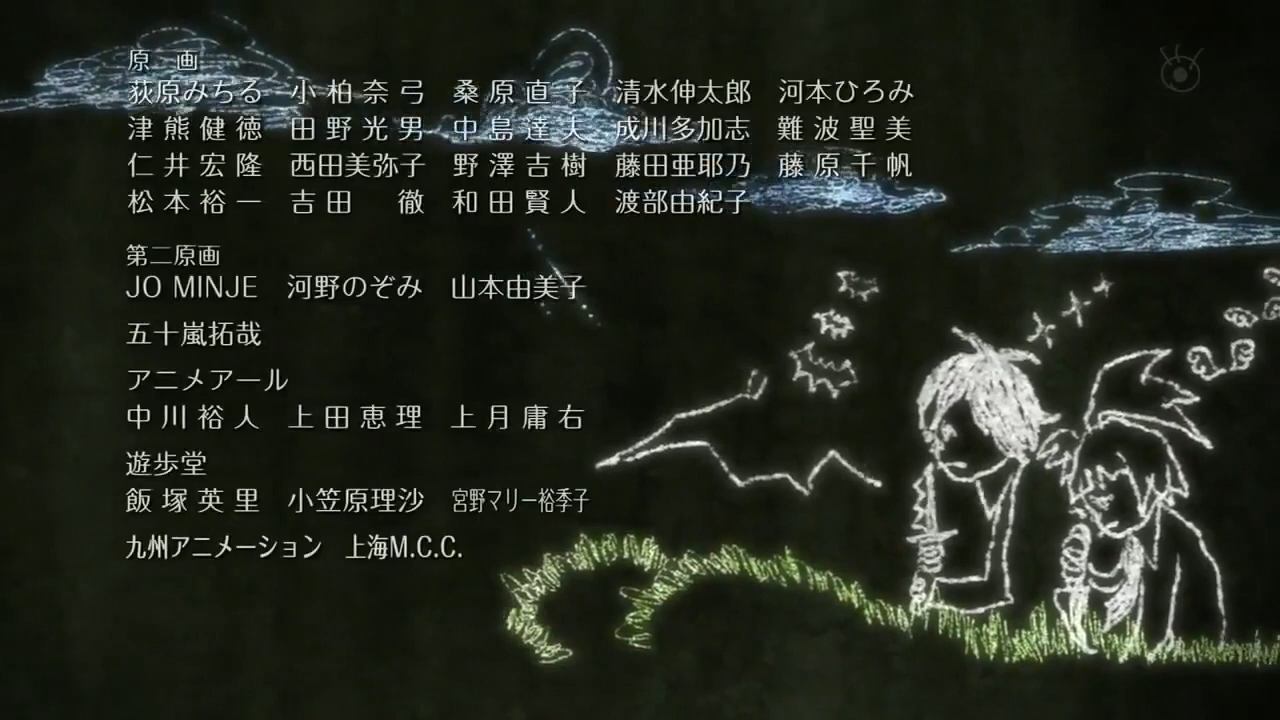 原画
荻原みちる 小柏奈弓 桑原直子 清水伸太郎 河本ひろみ
津熊健徳 田野光男 中島達人 成川多加志 難波聖美
仁井宏隆 西田美弥子 野澤吉樹 藤田亜耶乃 藤原千帆
松本裕一 吉田 徹 和田賢人 渡部由紀子
第二原画
JO MINJE 河野のぞみ 山本由美子
五十嵐拓哉
アニメアール
中川裕人 上田恵理 上月庸右
遊歩堂
飯塚英里 小笠原理沙 宮野マリー裕季子
九州アニメーション 上海M.C.C.